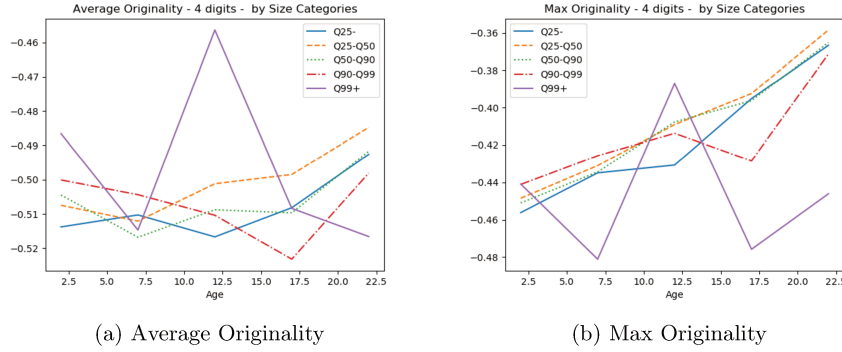 Average Originality - 4 digits - by Size Categories
−0.46
−0.47
−0.48
−0.49
−0.50
−0.51
−0.52
Q25-
Q25-Q50
Q50-Q90
Q90-Q99
Q99+
2.5 5.0 7.5 10.0 12.5 15.0 17.5 20.0 22.5
Age
(a) Average Originality
Max Originality - 4 digits - by Size Categories
−0.36
−0.38
−0.40
−0.42
−0.44
−0.46
−0.48
Q25-
Q25-Q50
Q50-Q90
Q90-Q99
Q99+
2.5 5.0 7.5 10.0 12.5 15.0 17.5 20.0 22.5
Age
(b) Max Originality